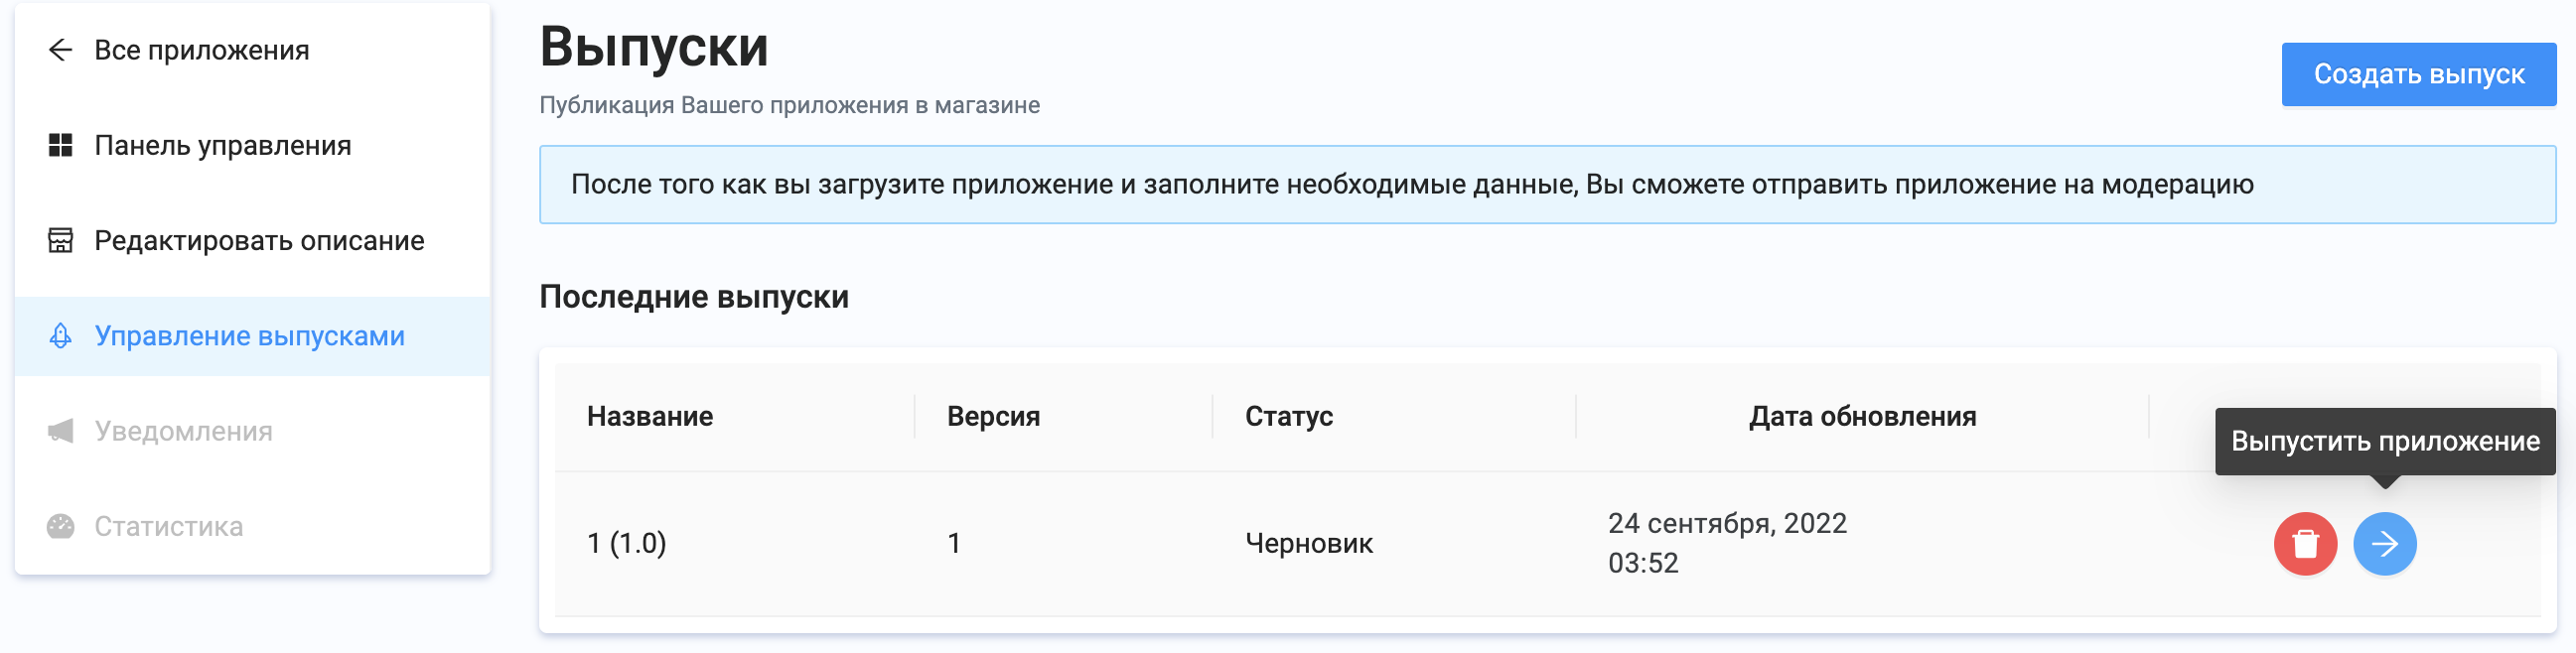 Все приложения
Панель управления
Редактировать описание
Управление выпусками
Уведомления
Статистика
Выпуски
Публикация Вашего приложения в магазине
Создать выпуск
После того как вы загрузите приложение и заполните необходимые данные, Вы сможете отправить приложение на модерацию
Последние выпуски
Название Версия Статус Дата обновления
Выпустить приложение
1 (1.0) 1 Черновик 24 сентября, 2022
03:52